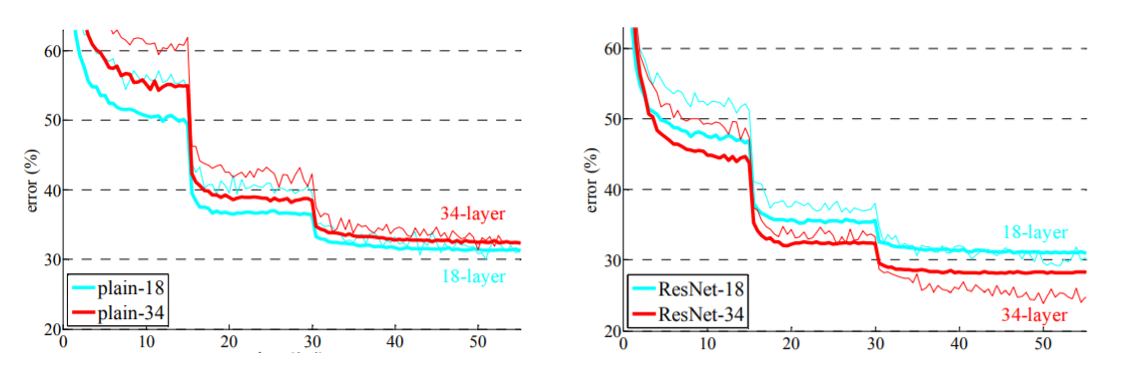 60
50
40
30
20
error (%)
34-layer
18-layer
plain-18
plain-34
0 10 20 30 40 50
60
50
40
30
20
error (%)
18-layer
34-layer
ResNet-18
ResNet-34
0 10 20 30 40 50